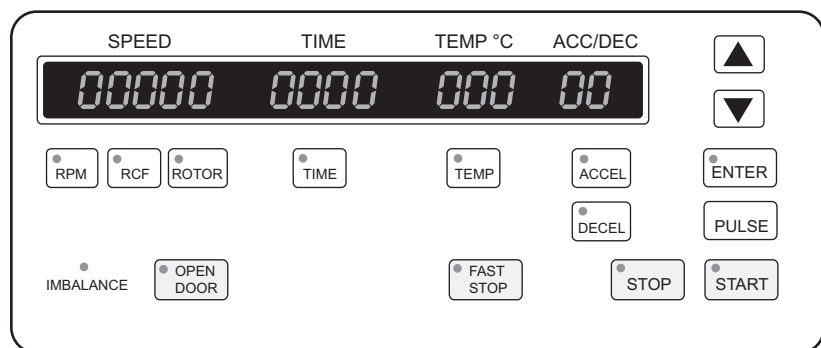 SPEED TIME TEMP °C ACC/DEC
00000 0000 000 00
RPM RCF ROTOR TIME TEMP ACCEL ENTER
DECEL PULSE
IMBALANCE OPEN DOOR FAST STOP STOP START